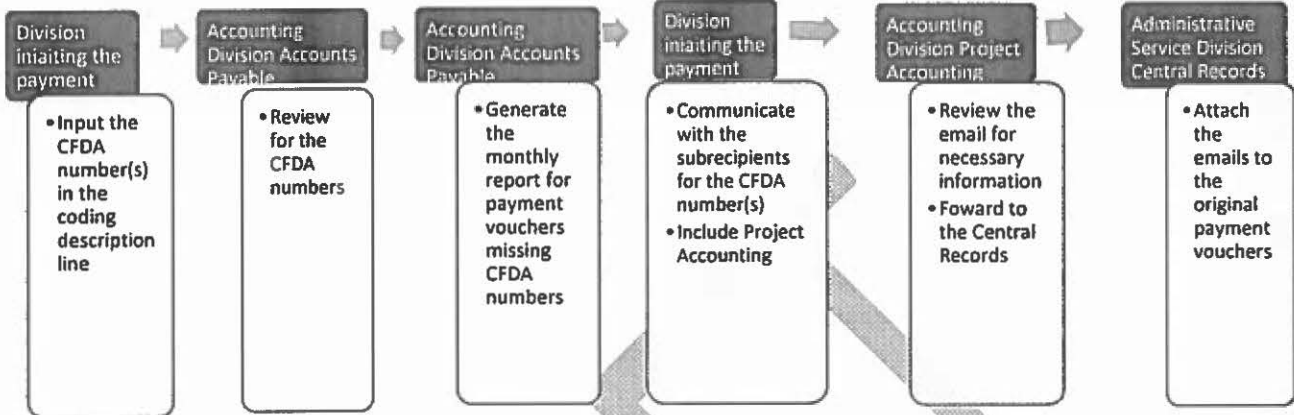 Division
iniaiting the
payment
• Input the
CFDA
number(s)
in the
coding
description
line
Accounting
Division Accounts
Payable
• Review
for the
CFDA
numbers
Accounting
Division Accounts
Payable
• Generate
the
monthly
report for
payment
vouchers
missing
CFDA
numbers
Division
iniaiting the
payment
• Communicate
with the
subrecipients
for the CFDA
number(s)
• Include Project
Accounting
Accounting
Division Project
Accounting
• Review the
email for
necessary
information
• Foward to
the Central
Records
Administrative
Service Division
Central Records
• Attach
the
emails to
the
original
payment
vouchers